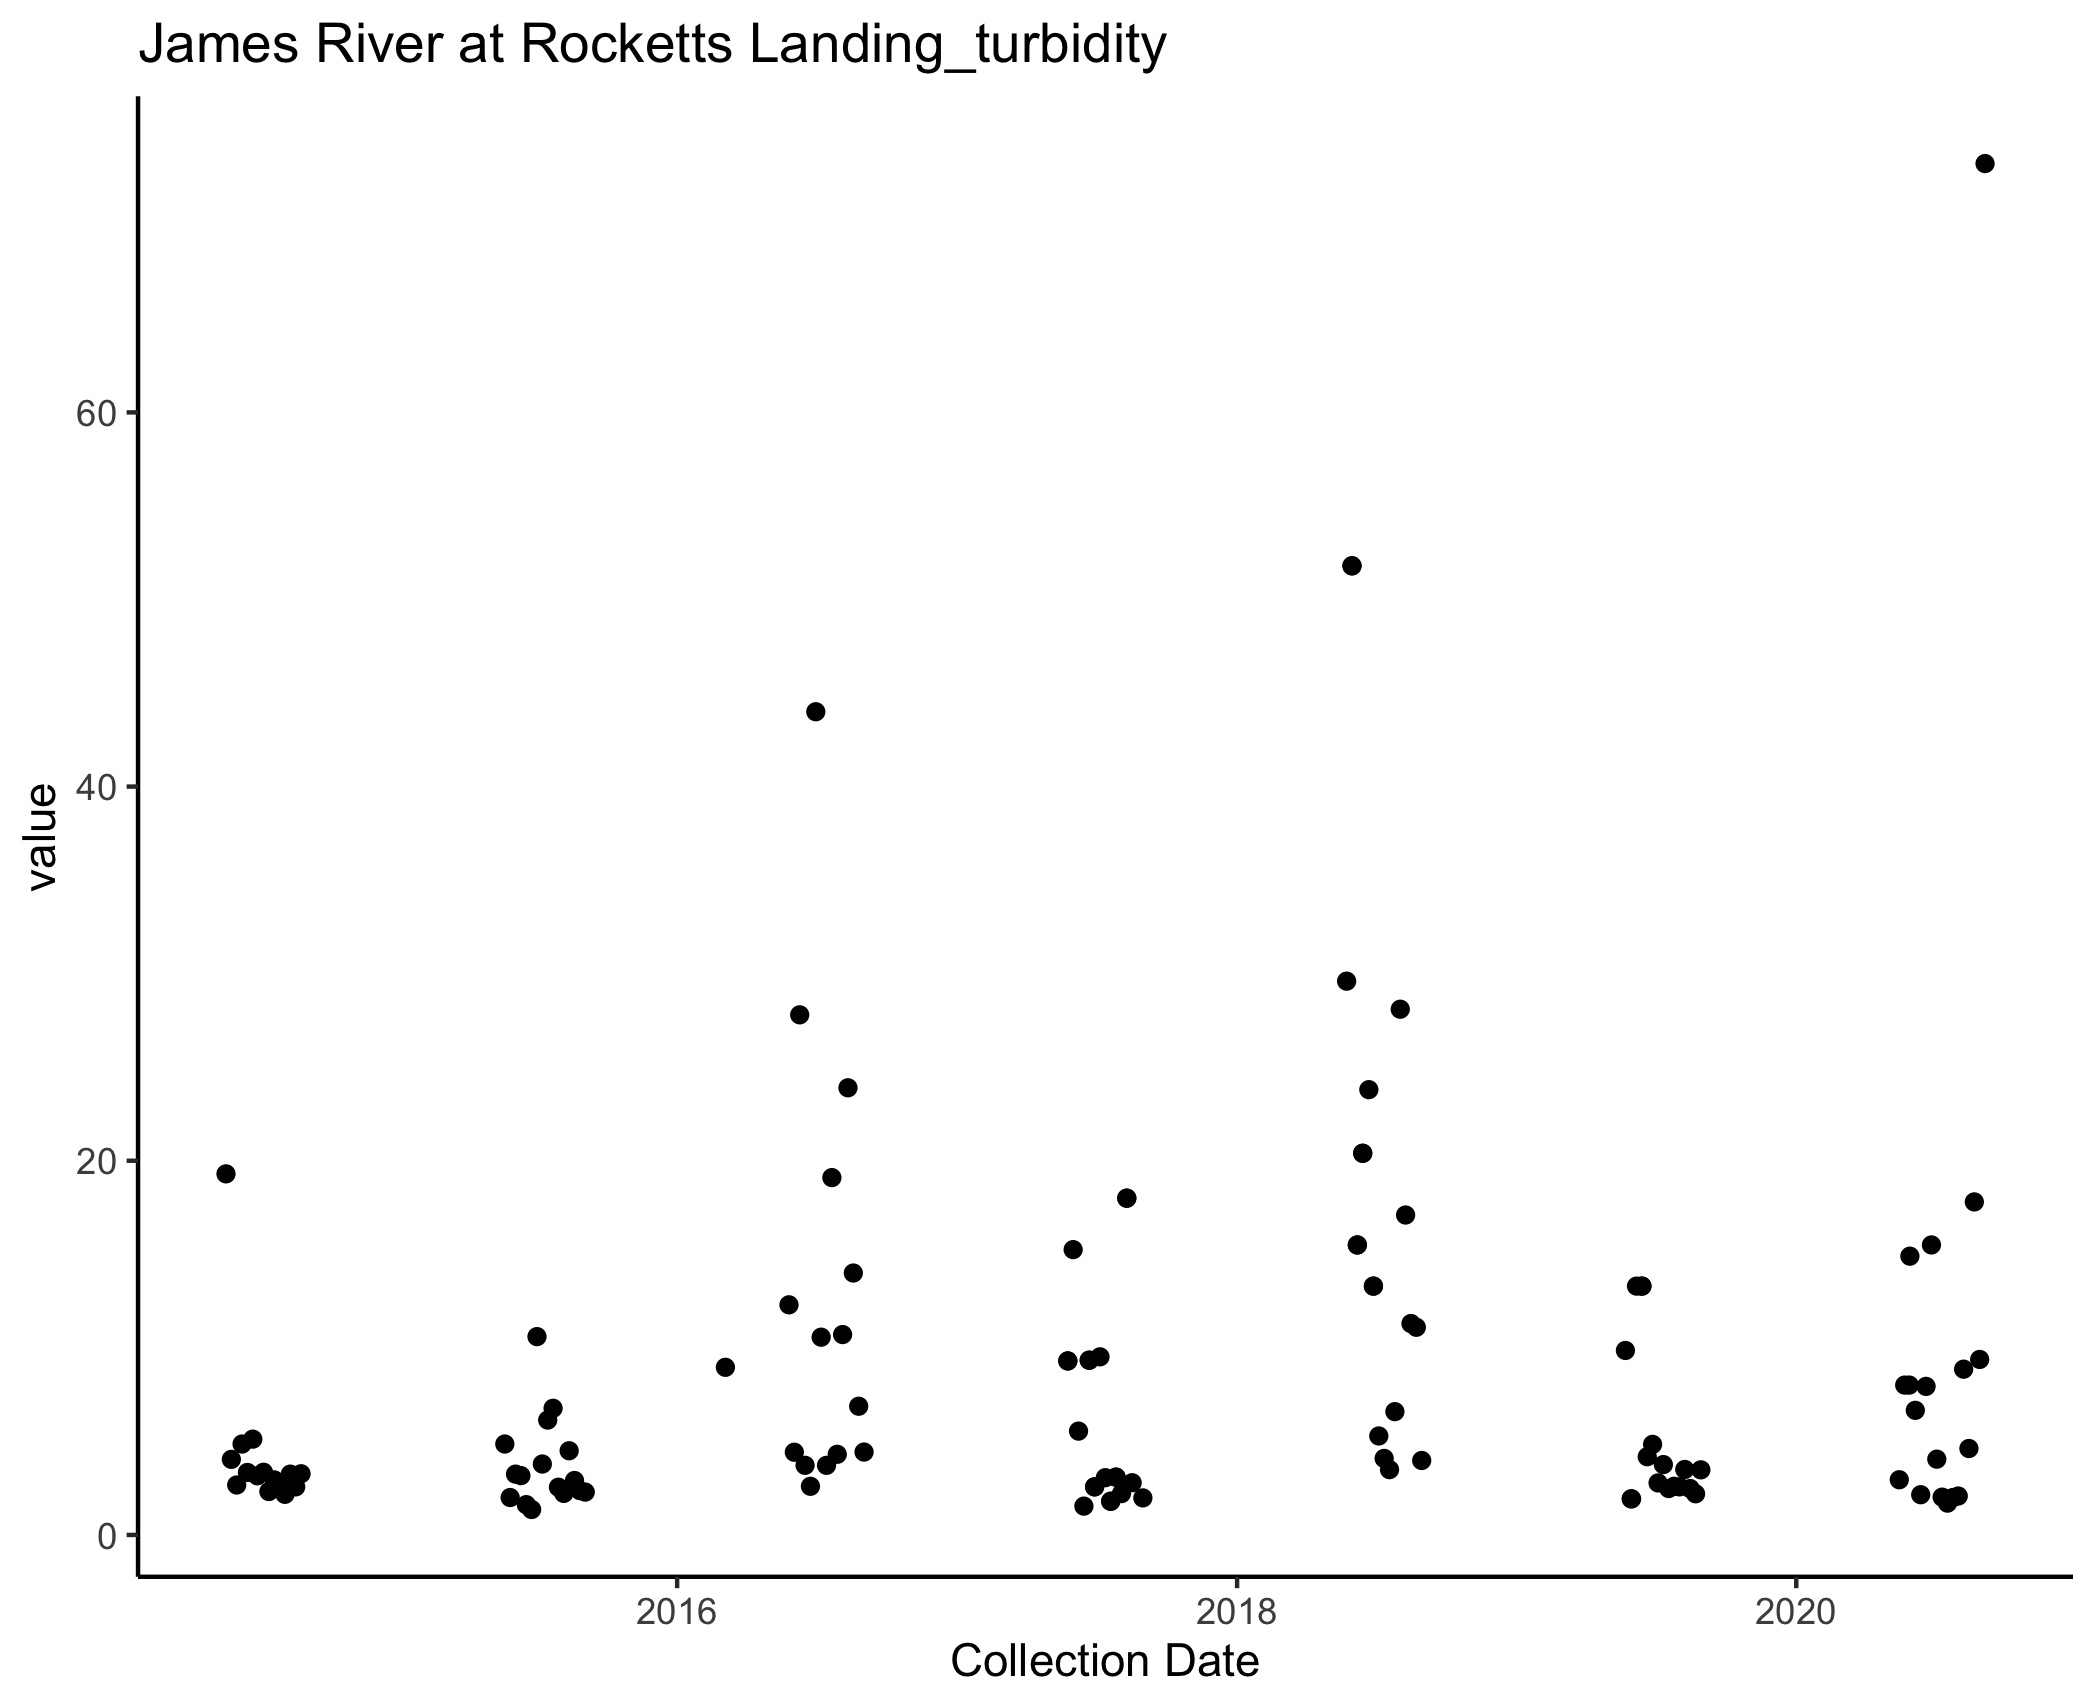 James River at Rocketts Landing_turbidity
value
60
40
20
0
2016 2018 2020
Collection Date